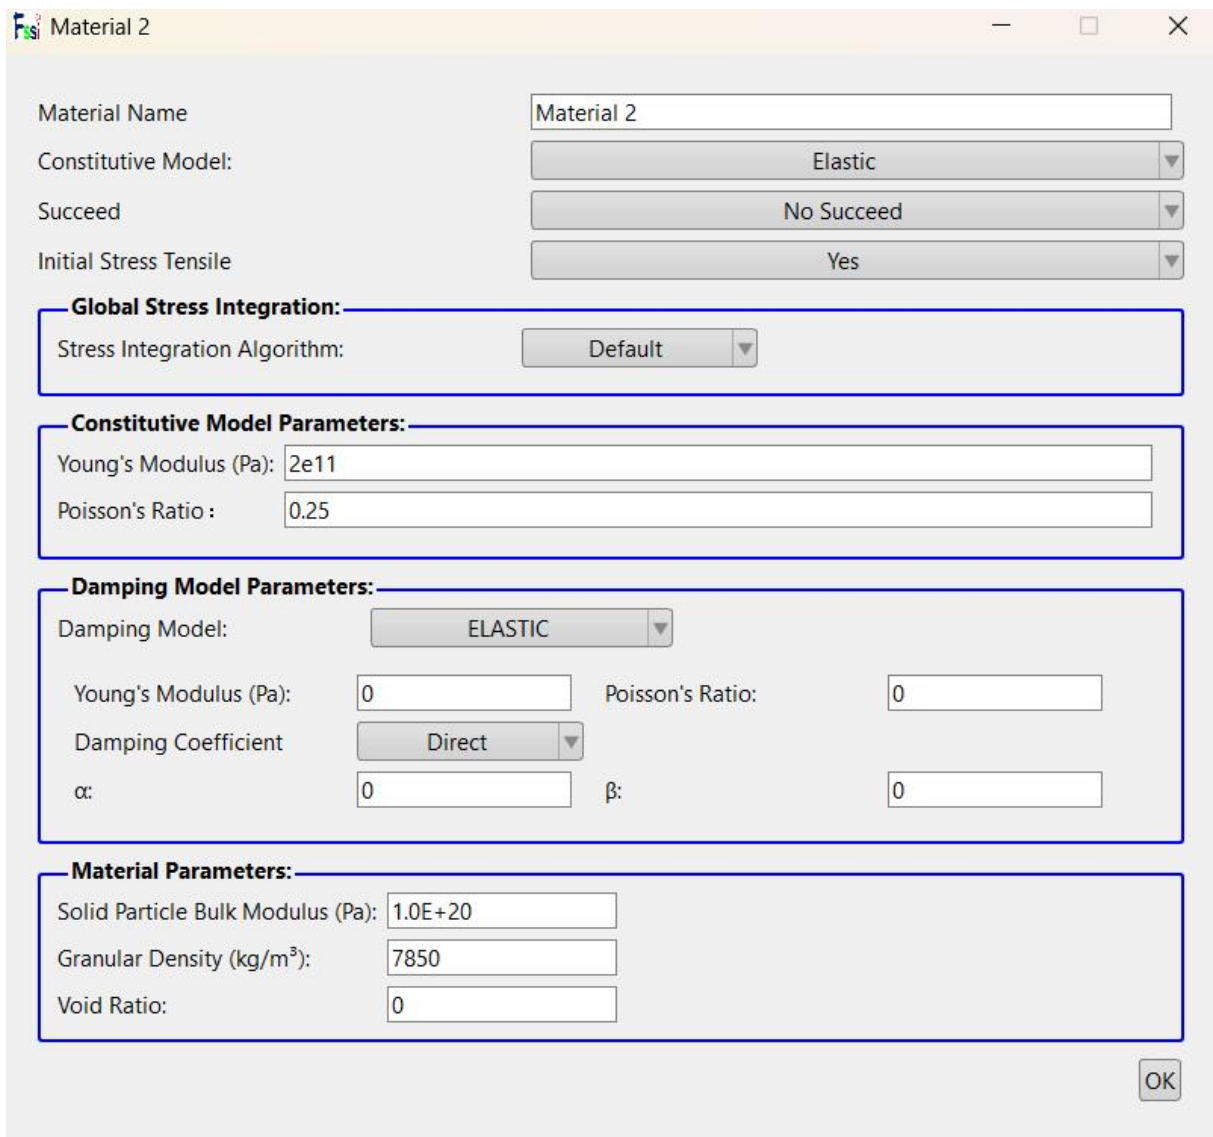 Fssi Material 2
Material Name Material 2
Constitutive Model: Elastic
Succeed No Succeed
Initial Stress Tensile Yes
Global Stress Integration:
Stress Integration Algorithm: Default
Constitutive Model Parameters:
Young's Modulus (Pa): 2e11
Poisson's Ratio： 0.25
Damping Model Parameters:
Damping Model: ELASTIC
Young's Modulus (Pa): 0 Poisson's Ratio: 0
Damping Coefficient Direct
α: 0 β: 0
Material Parameters:
Solid Particle Bulk Modulus (Pa): 1.0E+20
Granular Density (kg/m³): 7850
Void Ratio: 0
OK